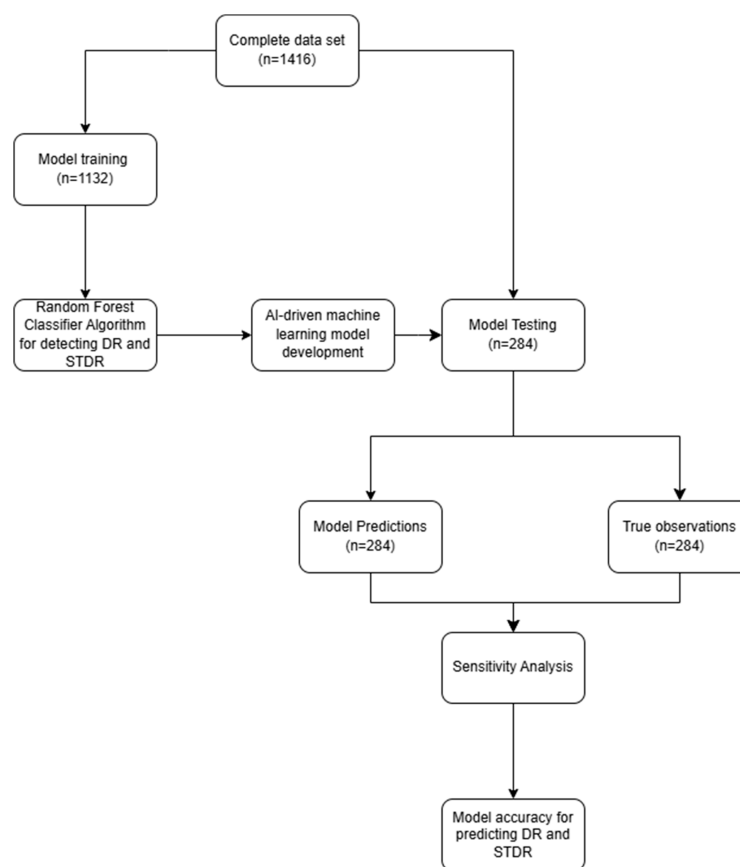 Complete data set
(n=1416)
Model training
(n=1132)
Random Forest
Classifier Algorithm
for detecting DR and
STDR
AI-driven machine
learning model
development
Model Testing
(n=284)
Model Predictions
(n=284)
True observations
(n=284)
Sensitivity Analysis
Model accuracy for
predicting DR and
STDR